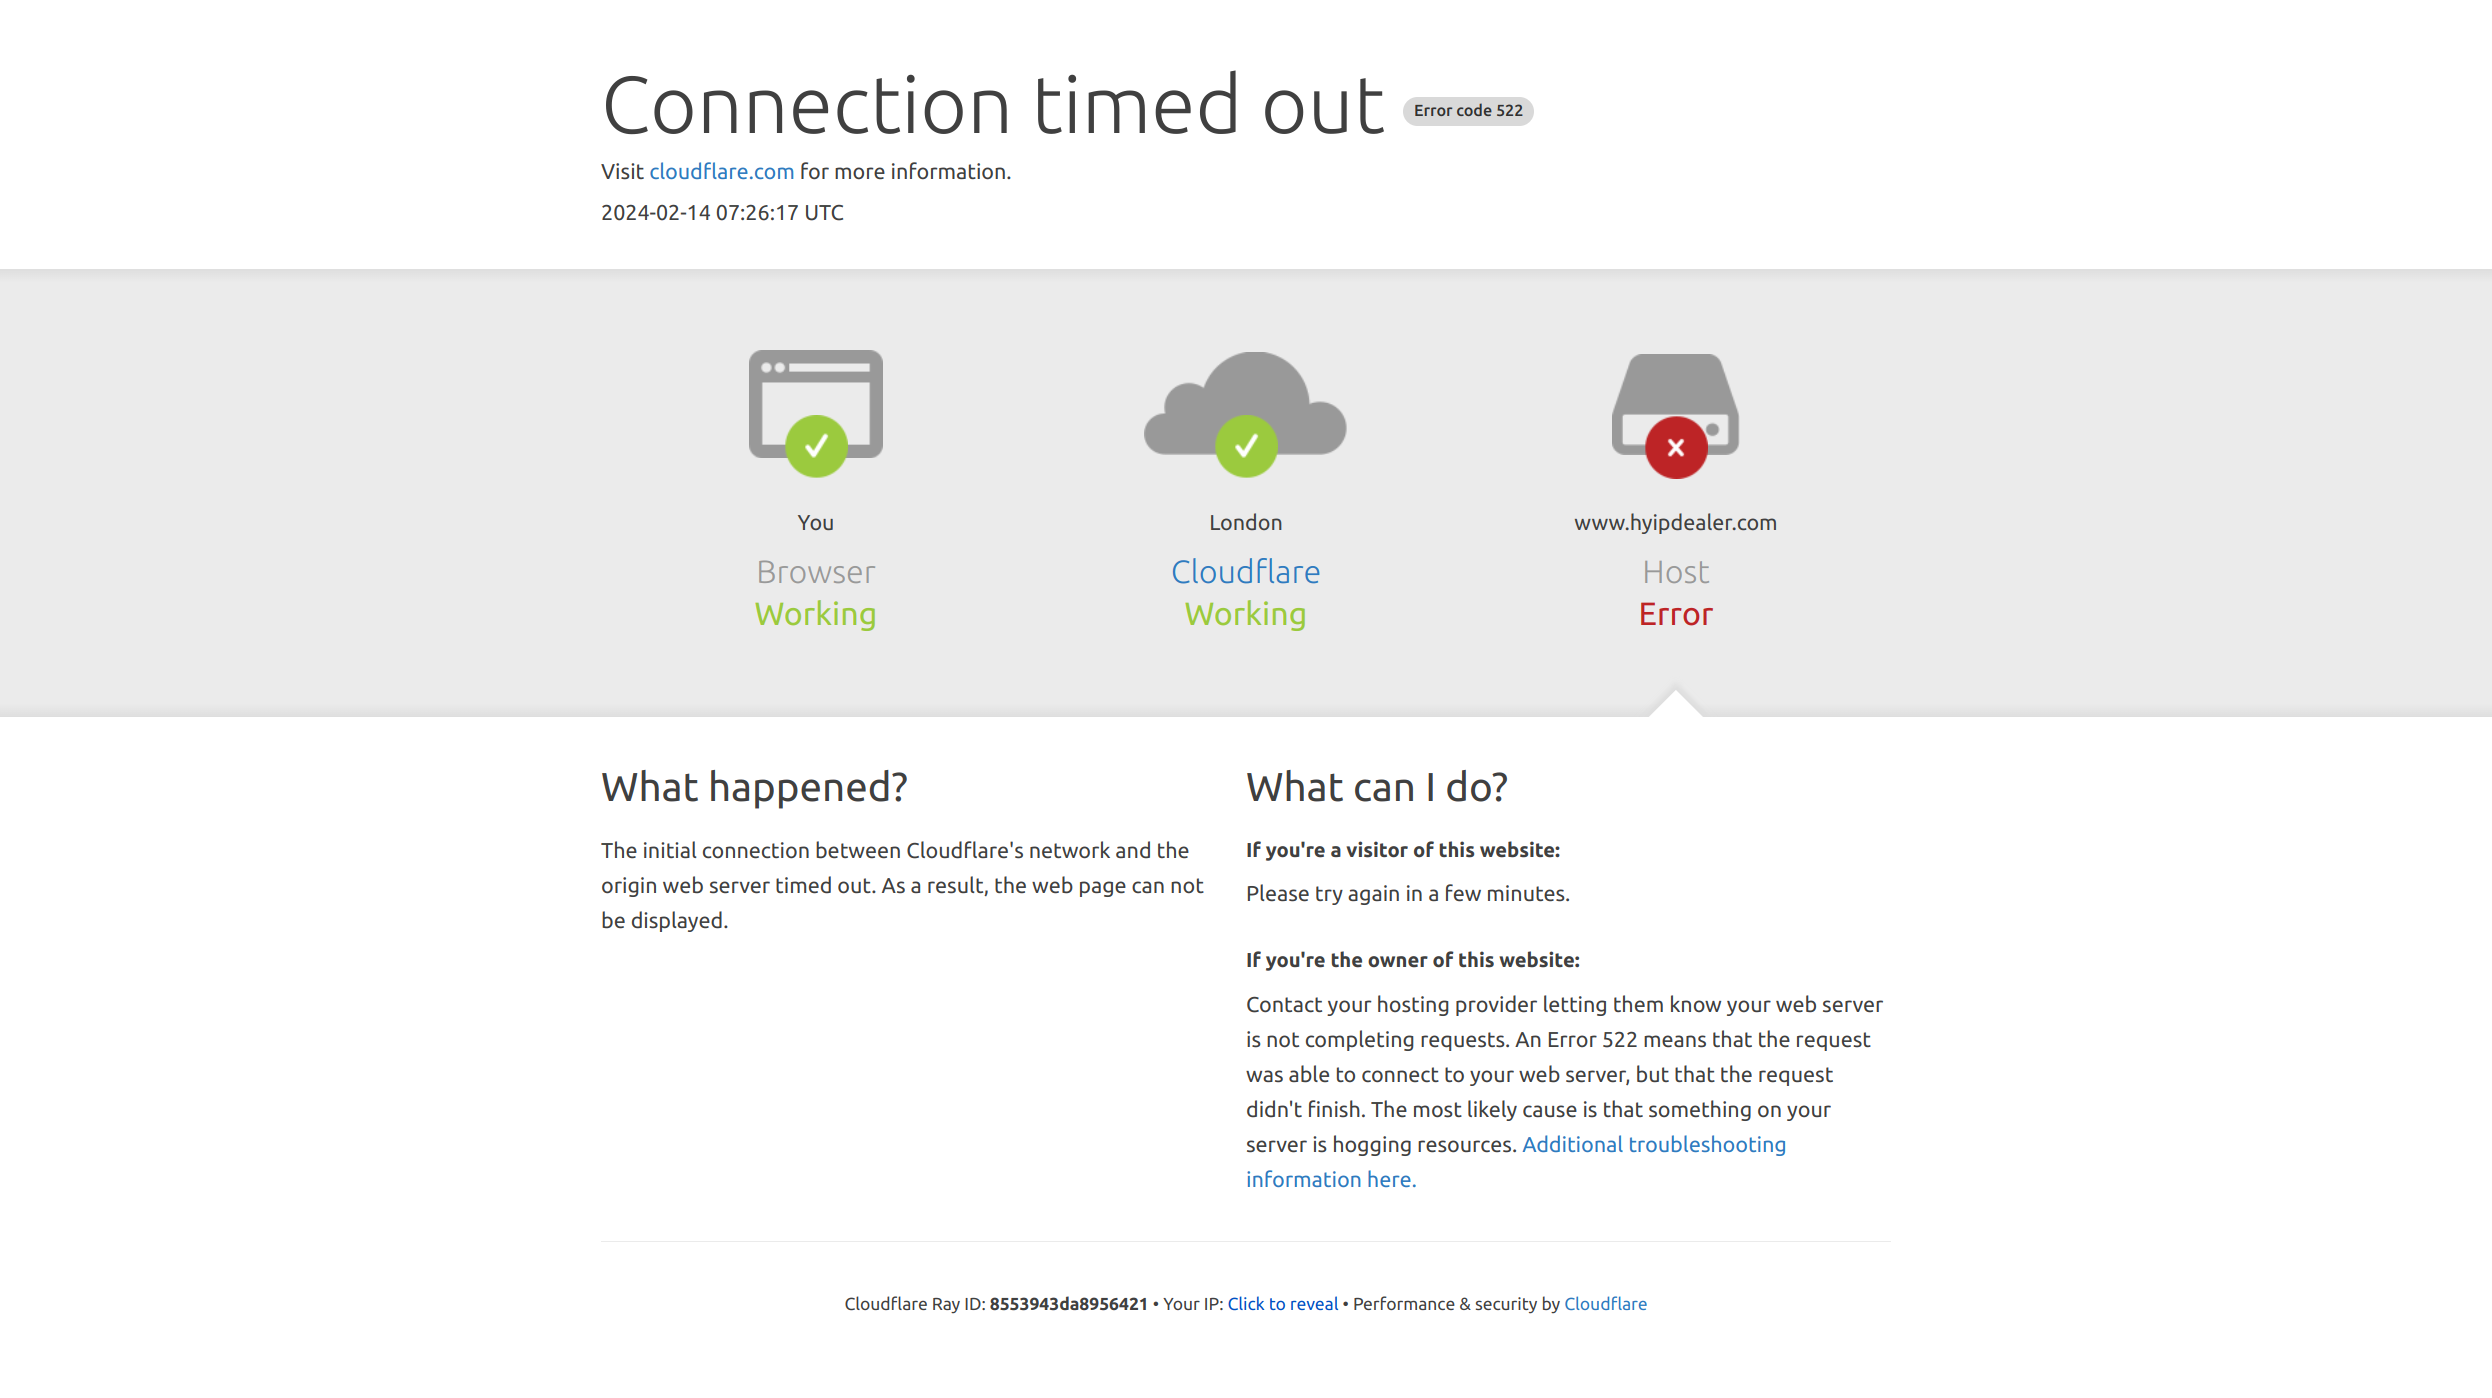 Connection timed out Error code 522
Visit cloudflare.com for more information.
2024-02-14 07:26:17 UTC
You
Browser
Working
London
Cloudflare
Working
www.hyipdealer.com
Host
Error
What happened?
The initial connection between Cloudflare's network and the
origin web server timed out. As a result, the web page can not
be displayed.
What can I do?
If you're a visitor of this website:
Please try again in a few minutes.
If you're the owner of this website:
Contact your hosting provider letting them know your web server
is not completing requests. An Error 522 means that the request
was able to connect to your web server, but that the request
didn't finish. The most likely cause is that something on your
server is hogging resources. Additional troubleshooting
information here.
Cloudflare Ray ID: 8553943da8956421 • Your IP: Click to reveal • Performance & security by Cloudflare